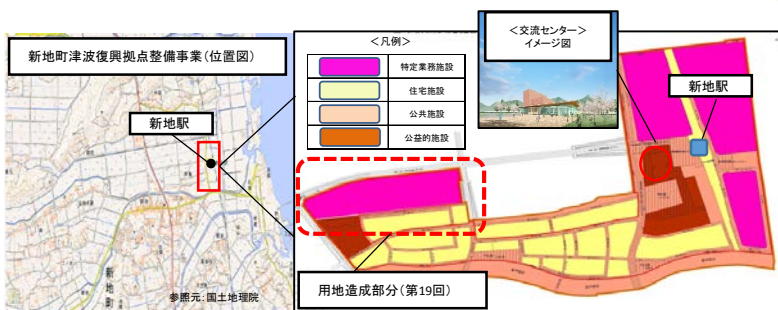 新地町津波復興拠点整備事業(位置図)
新地駅
新地町
参照元:国土地理院
<凡例>
特定業務施設
住宅施設
公共施設
公益的施設
<交流センター>
イメージ図
新地駅
用地造成部分(第19回)